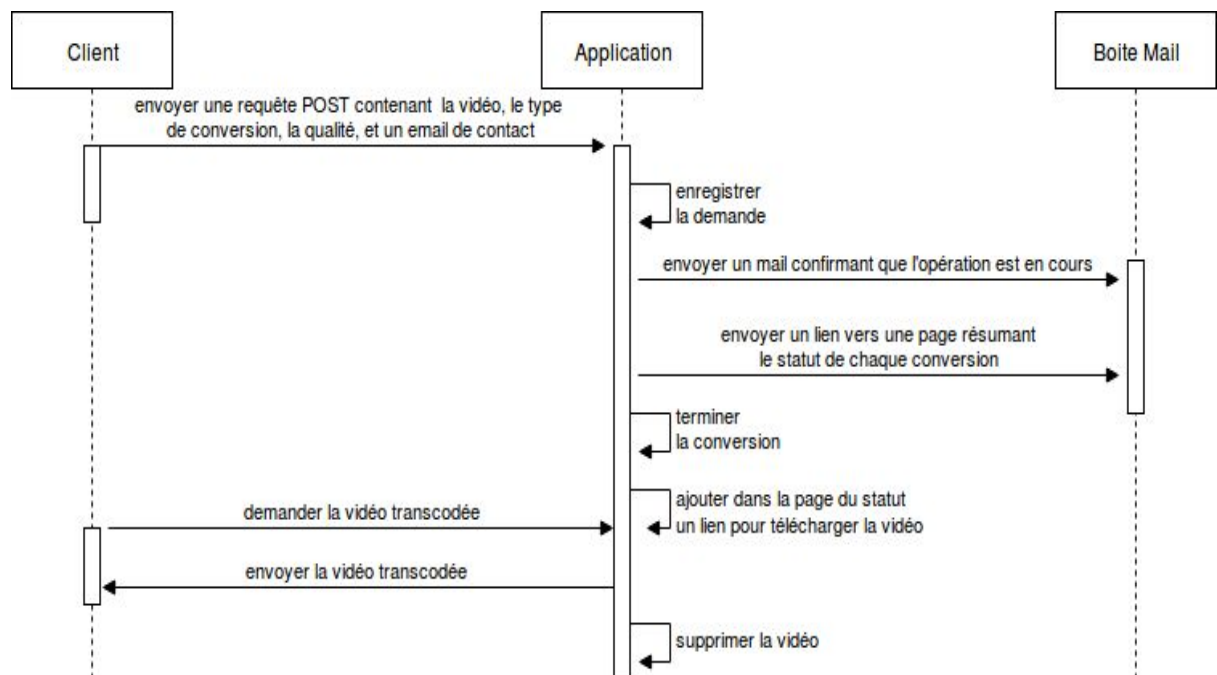 Client
Application
Boite Mail
envoyer une requête POST contenant la vidéo, le type
de conversion, la qualité, et un email de contact
enregistrer
la demande
envoyer un mail confirmant que l'opération est en cours
envoyer un lien vers une page résumant
le statut de chaque conversion
terminer
la conversion
ajouter dans la page du statut
un lien pour télécharger la vidéo
demander la vidéo transcodée
envoyer la vidéo transcodée
supprimer la vidéo